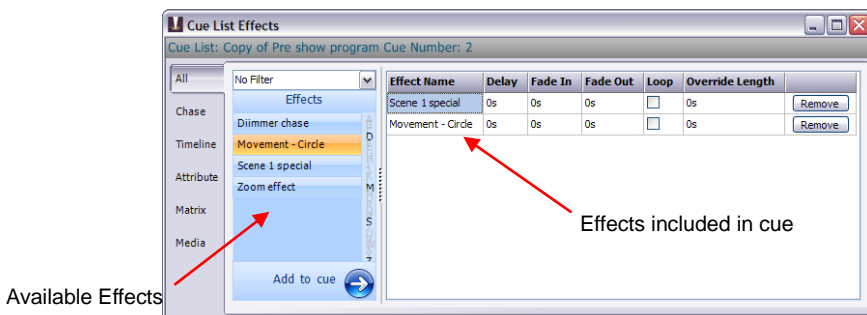 Cue List Effects
Cue List: Copy of Pre show program Cue Number: 2
All
Chase
Timeline
Attribute
Matrix
Media
No Filter
Effects
Diimmer chase
Movement - Circle
Scene 1 special
Zoom effect
D
M
S
Z
Add to cue
Effect Name Delay Fade In Fade Out Loop Override Length
Scene 1 special 0s 0s 0s 0s Remove
Movement - Circle 0s 0s 0s 0s Remove
Effects included in cue
Available Effects